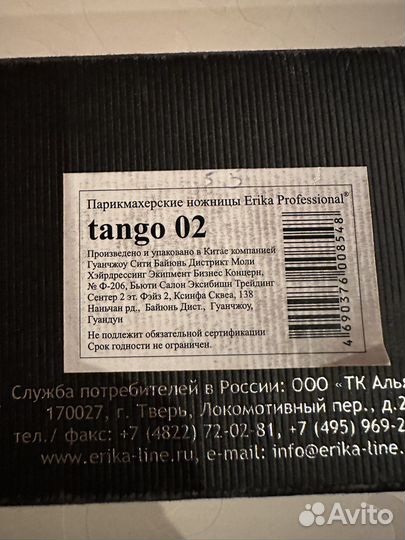 5.5
Парикмахерские ножницы Erika Professional®
tango 02
Произведено и упаковано в Китае компанией
Гуанчжоу Сити Байюнь Дистрикт Моли
Хэйрдрессинг Экипмент Бизнес Концерн,
№ Ф-206, Бьюти Салон Эксибишн Трейдинг
Сентер 2 эт. Фэйз 2, Ксинфа Сквеа, 138
Наньчан рд., Байюнь Дист., Гуанчжоу,
Гуандун
Не подлежит обязательной сертификации
Срок годности не ограничен.
41690376008548
Служба потребителей в России: ООО "ТК Алья
170027, г. Тверь, Локомотивный пер., д.2
тел./ факс: +7 (4822) 72-02-81, +7 (495) 969-2
www.erika-line.ru, e-mail: info@erika-line.
Avito